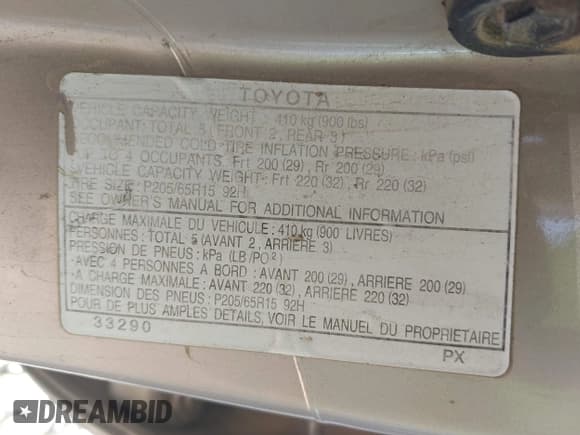 TOYOTA
VEHICLE CAPACITY WEIGHT : 410 kg (900 lbs)
OCCUPANT TOTAL 5 (FRONT 2, REAR 3)
RECOMMENDED COLD TIRE INFLATION PRESSURE : kPa (psi)
TO 4 OCCUPANTS Frt 200 (29), Rr 200 (29)
VEHICLE CAPACITY WEIGHT: Frt 220 (32), Rr 220 (32)
TIRE SIZE: P205/65R15 92H
SEE OWNER'S MANUAL FOR ADDITIONAL INFORMATION
CHARGE MAXIMALE DU VEHICULE : 410 kg (900 LIVRES)
PERSONNES : TOTAL 5 (AVANT 2, ARRIERE 3)
PRESSION DE PNEUS : kPa (LB/PO²)
-AVEC 4 PERSONNES A BORD : AVANT 200 (29), ARRIERE 200 (29)
-A CHARGE MAXIMALE : AVANT 220 (32), ARRIERE 220 (32)
DIMENSION DES PNEUS : P205/65R15 92H
POUR DE PLUS AMPLES DETAILS, VOIR LE MANUEL DU PROPRIETAIRE
33290 PX
DREAMBID